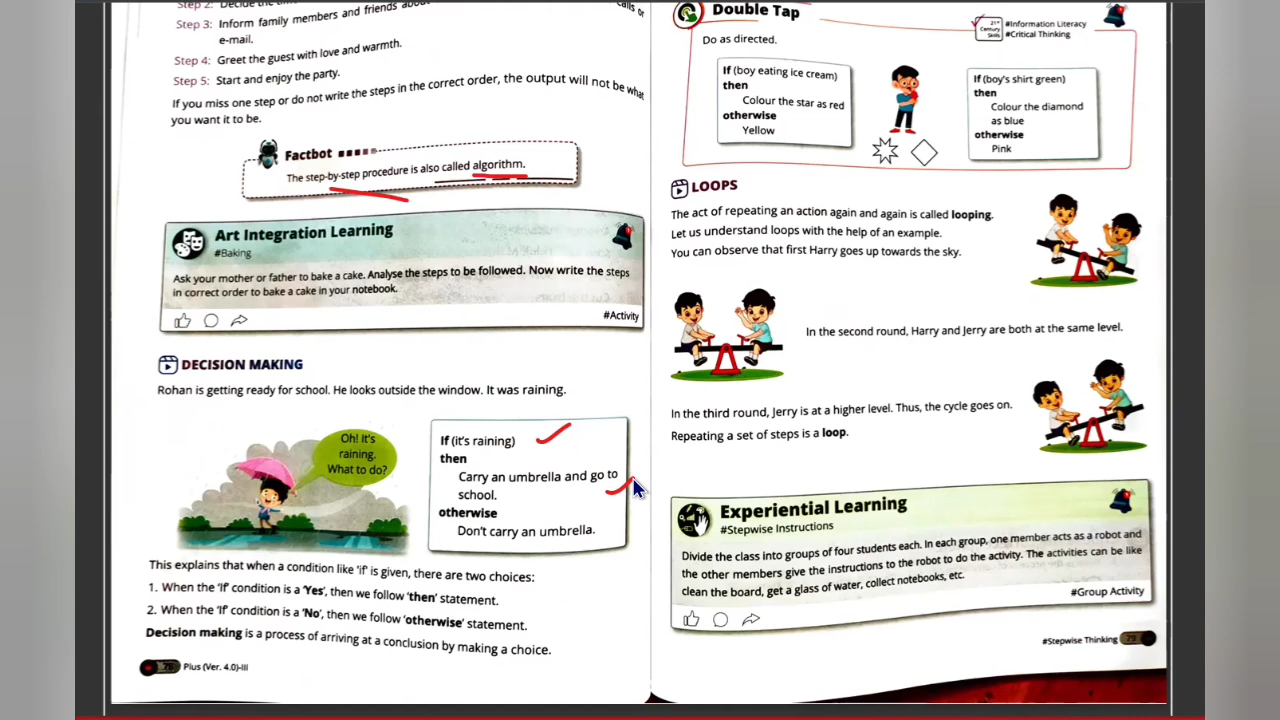 Step 2:
Step 3: Inform family members and friends
e-mail.
Step 4: Greet the guest with love and warmth.
Step 5: Start and enjoy the party.
If you miss one step or do not write the steps in the correct order, the output will not be what
you want it to be.
Factbot
The step-by-step procedure is also called algorithm.
Art Integration Learning
#Baking
Ask your mother or father to bake a cake. Analyse the steps to be followed. Now write the steps
in correct order to bake a cake in your notebook.
#Activity
DECISION MAKING
Rohan is getting ready for school. He looks outside the window. It was raining.
Oh! It's
raining.
What to do?
If (it's raining)
then
Carry an umbrella and go to
school.
otherwise
Don't carry an umbrella.
This explains that when a condition like 'if' is given, there are two choices:
1. When the 'If' condition is a 'Yes', then we follow 'then' statement.
2. When the 'If' condition is a 'No', then we follow 'otherwise' statement.
Decision making is a process of arriving at a conclusion by making a choice.
78 Plus (Ver. 4.0)-III
Double Tap
21st
Century
Skills
#Information Literacy
#Critical Thinking
Do as directed.
If (boy eating ice cream)
then
Colour the star as red
otherwise
Yellow
If (boy's shirt green)
then
Colour the diamond
as blue
otherwise
Pink
LOOPS
The act of repeating an action again and again is called looping.
Let us understand loops with the help of an example.
You can observe that first Harry goes up towards the sky.
In the second round, Harry and Jerry are both at the same level.
In the third round, Jerry is at a higher level. Thus, the cycle goes on.
Repeating a set of steps is a loop.
Experiential Learning
#Stepwise Instructions
Divide the class into groups of four students each. In each group, one member acts as a robot and
the other members give the instructions to the robot to do the activity. The activities can be like
clean the board, get a glass of water, collect notebooks, etc.
#Group Activity
#Stepwise Thinking 79